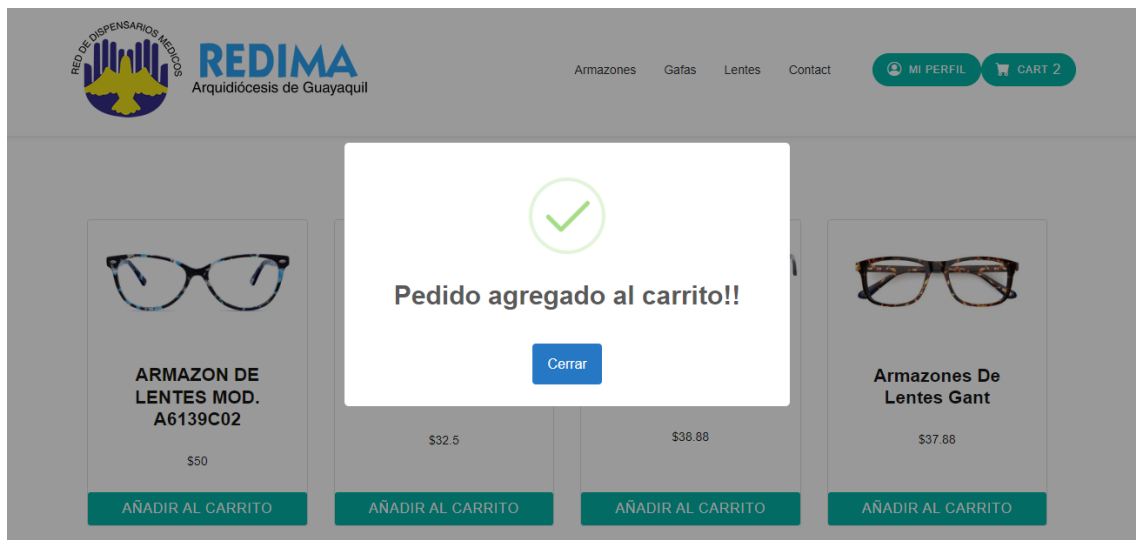 RED DE DISPENSARIOS MEDICOS
REDIMA
Arquidiócesis de Guayaquil
Armazones Gafas Lentes Contact
MI PERFIL
CART 2
Pedido agregado al carrito!!
Cerrar
ARMAZON DE
LENTES MOD.
A6139C02
$50
AÑADIR AL CARRITO
$32.5
AÑADIR AL CARRITO
$38.88
AÑADIR AL CARRITO
Armazones De
Lentes Gant
$37.88
AÑADIR AL CARRITO